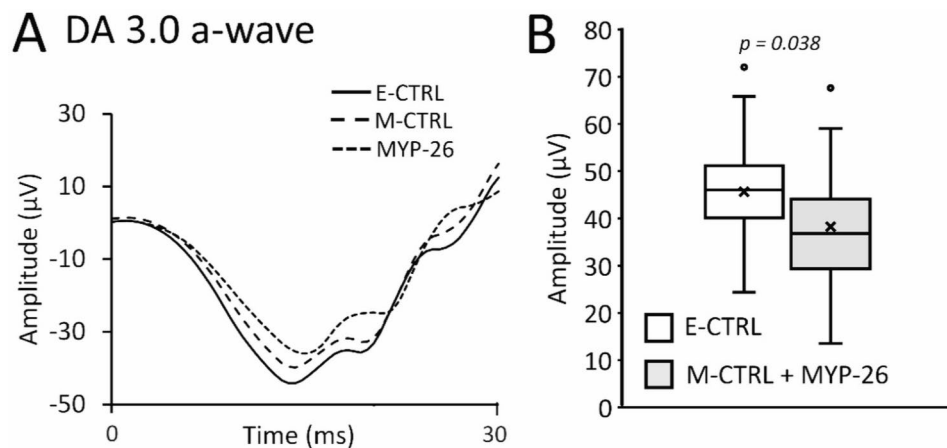 A DA 3.0 a-wave
E-CTRL
M-CTRL
MYP-26
Amplitude (µV)
30
10
-10
-30
-50
0
Time (ms)
30
B
p = 0.038
Amplitude (µV)
80
70
60
50
40
30
20
10
0
E-CTRL
M-CTRL + MYP-26